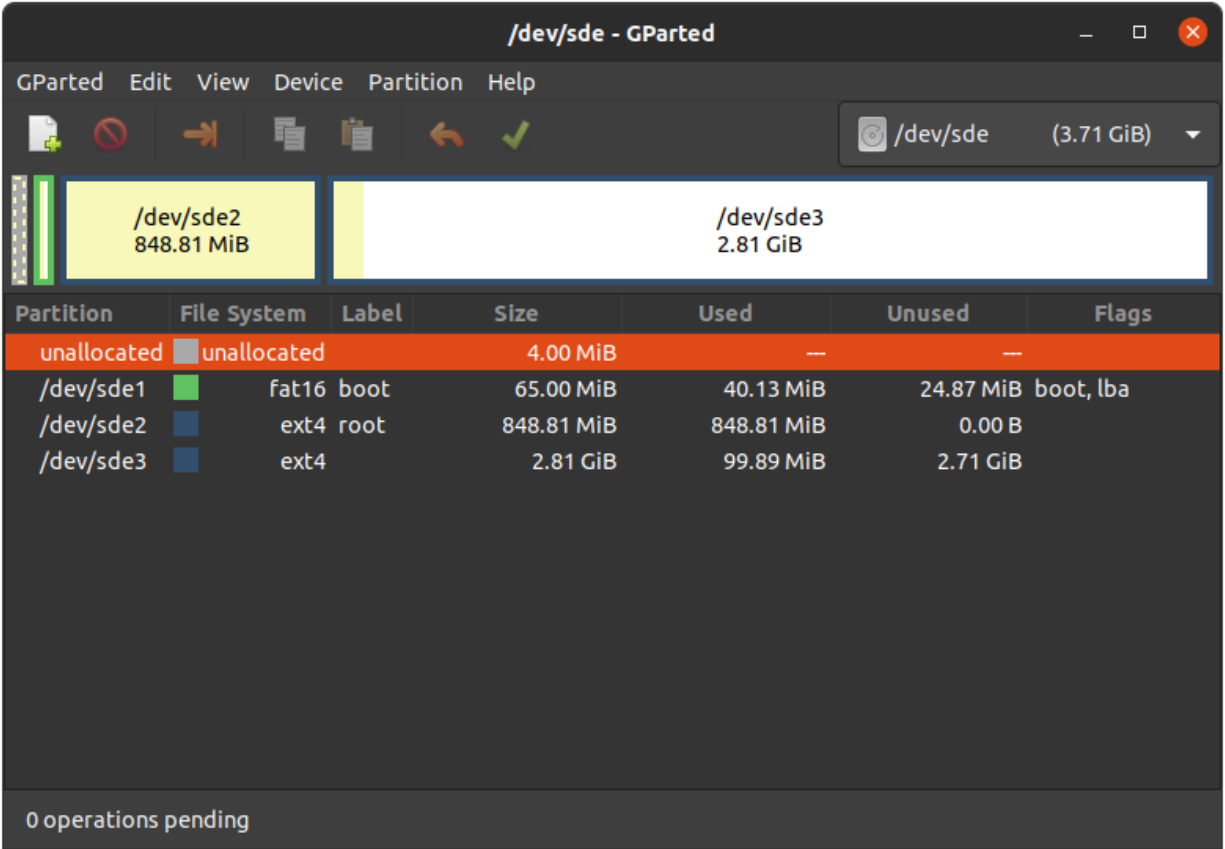 /dev/sde - GParted
GParted Edit View Device Partition Help
/dev/sde (3.71 GiB)
/dev/sde2
848.81 MiB
/dev/sde3
2.81 GiB
Partition File System Label Size Used Unused Flags
unallocated unallocated 4.00 MiB --- ---
/dev/sde1 fat16 boot 65.00 MiB 40.13 MiB 24.87 MiB boot, lba
/dev/sde2 ext4 root 848.81 MiB 848.81 MiB 0.00 B
/dev/sde3 ext4 2.81 GiB 99.89 MiB 2.71 GiB
0 operations pending